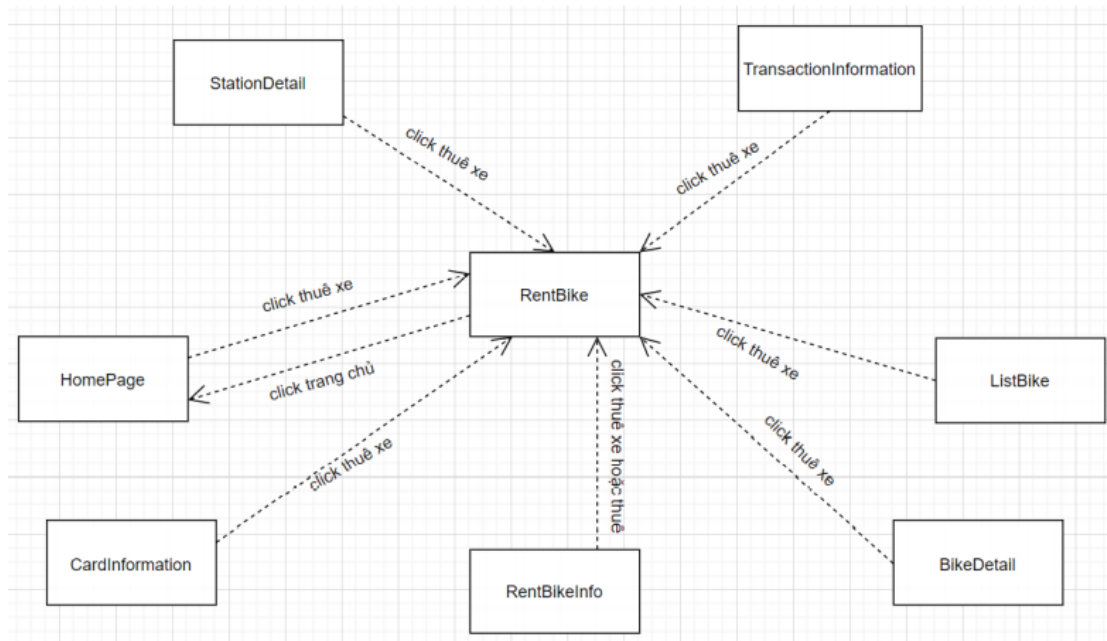 StationDetail
TransactionInformation
click thuê xe
click thuê xe
RentBike
click thuê xe
HomePage
click trang chủ
click thuê xe
ListBike
click thuê xe
click thuê xe hoặc thuê
click thuê xe
CardInformation
RentBikeInfo
BikeDetail